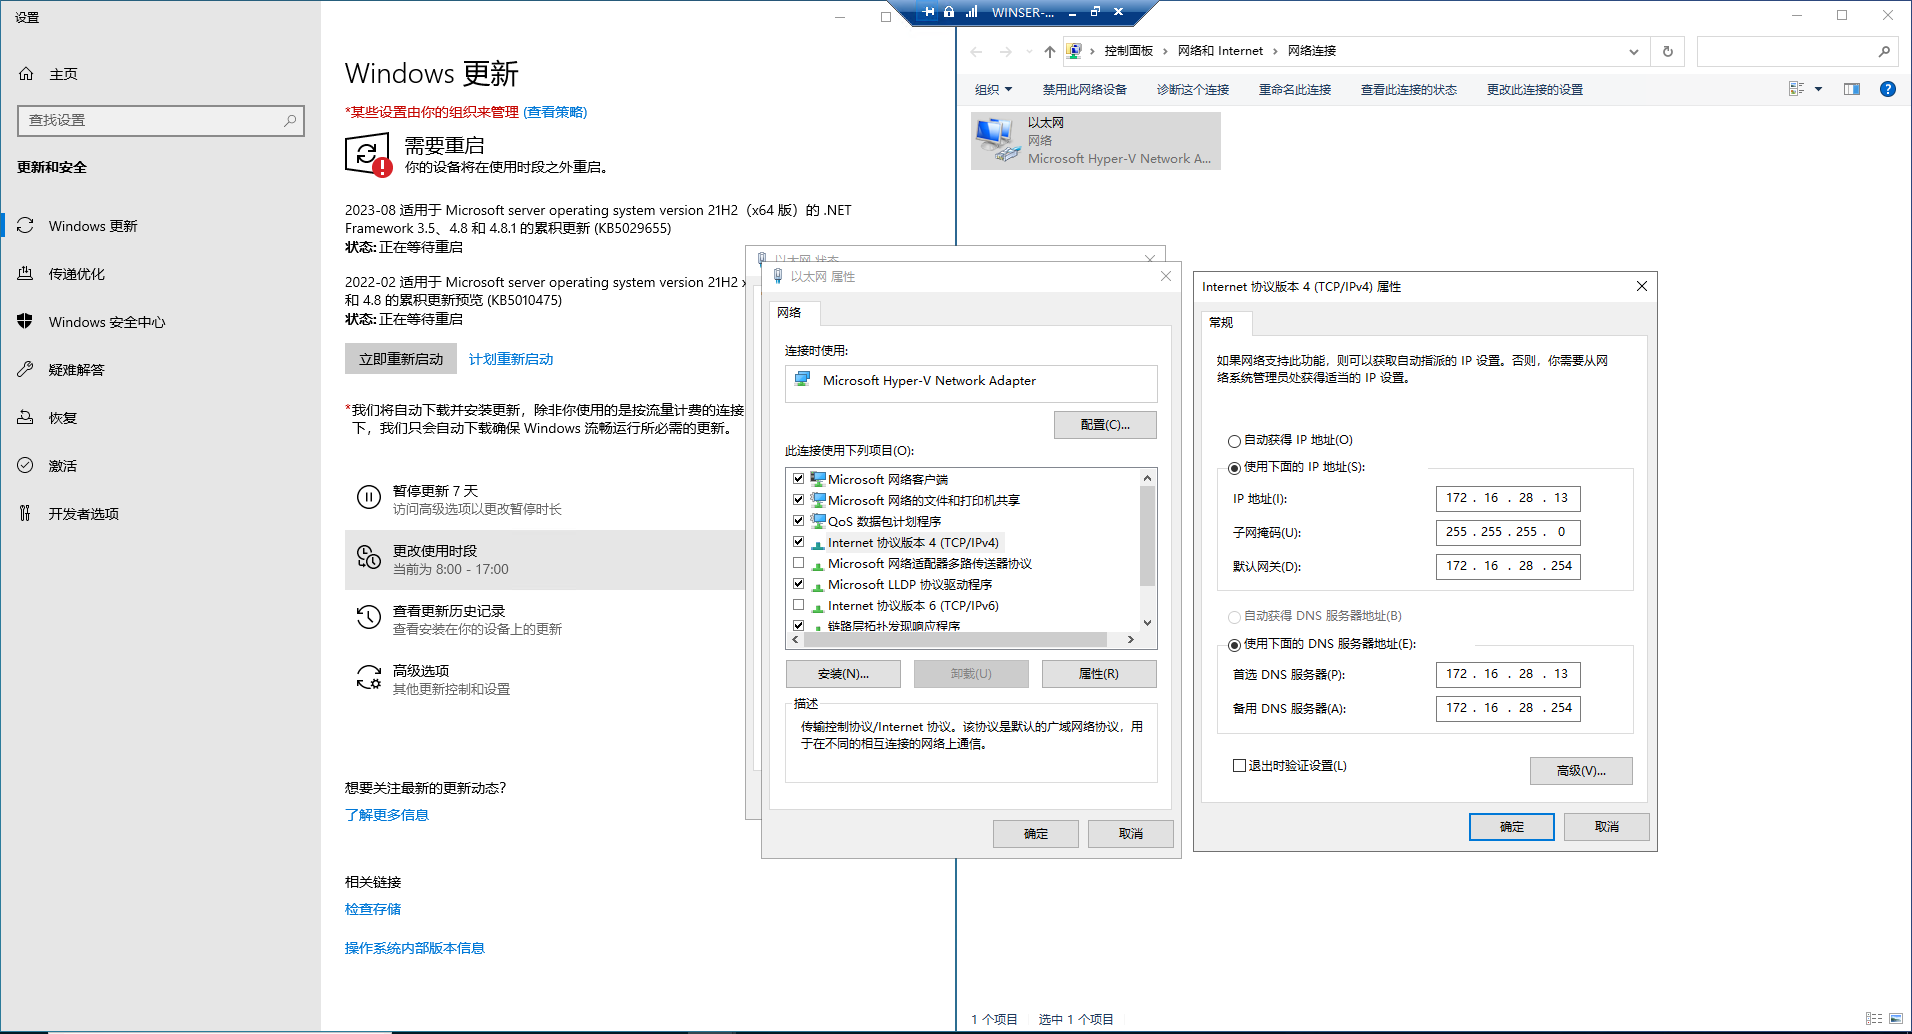 设置
WINSER-...
主页
查找设置
更新和安全
Windows 更新
传递优化
Windows 安全中心
疑难解答
恢复
激活
开发者选项
Windows 更新
*某些设置由你的组织来管理 (查看策略)
需要重启
你的设备将在使用时段之外重启。
2023-08 适用于 Microsoft server operating system version 21H2（x64 版）的 .NET
Framework 3.5、4.8 和 4.8.1 的累积更新 (KB5029655)
状态: 正在等待重启
2022-02 适用于 Microsoft server operating system version 21H2 x
和 4.8 的累积更新预览 (KB5010475)
状态: 正在等待重启
立即重新启动
计划重新启动
*我们将自动下载并安装更新，除非你使用的是按流量计费的连接
下，我们只会自动下载确保 Windows 流畅运行所必需的更新。
暂停更新 7 天
访问高级选项以更改暂停时长
更改使用时段
当前为 8:00 - 17:00
查看更新历史记录
查看安装在你的设备上的更新
高级选项
其他更新控制和设置
想要关注最新的更新动态?
了解更多信息
相关链接
检查存储
操作系统内部版本信息
控制面板 › 网络和 Internet › 网络连接
组织
禁用此网络设备
诊断这个连接
重命名此连接
查看此连接的状态
更改此连接的设置
以太网
网络
Microsoft Hyper-V Network A...
以太网 状态
以太网 属性
网络
连接时使用:
Microsoft Hyper-V Network Adapter
配置(C)...
此连接使用下列项目(O):
Microsoft 网络客户端
Microsoft 网络的文件和打印机共享
QoS 数据包计划程序
Internet 协议版本 4 (TCP/IPv4)
Microsoft 网络适配器多路传送器协议
Microsoft LLDP 协议驱动程序
Internet 协议版本 6 (TCP/IPv6)
链路层拓扑发现响应程序
安装(N)...
卸载(U)
属性(R)
描述
传输控制协议/Internet 协议。该协议是默认的广域网络协议，用
于在不同的相互连接的网络上通信。
确定
取消
Internet 协议版本 4 (TCP/IPv4) 属性
常规
如果网络支持此功能，则可以获取自动指派的 IP 设置。否则，你需要从网
络系统管理员处获得适当的 IP 设置。
自动获得 IP 地址(O)
使用下面的 IP 地址(S):
IP 地址(I):
172 . 16 . 28 . 13
子网掩码(U):
255 . 255 . 255 . 0
默认网关(D):
172 . 16 . 28 . 254
自动获得 DNS 服务器地址(B)
使用下面的 DNS 服务器地址(E):
首选 DNS 服务器(P):
172 . 16 . 28 . 13
备用 DNS 服务器(A):
172 . 16 . 28 . 254
退出时验证设置(L)
高级(V)...
确定
取消
1 个项目
选中 1 个项目